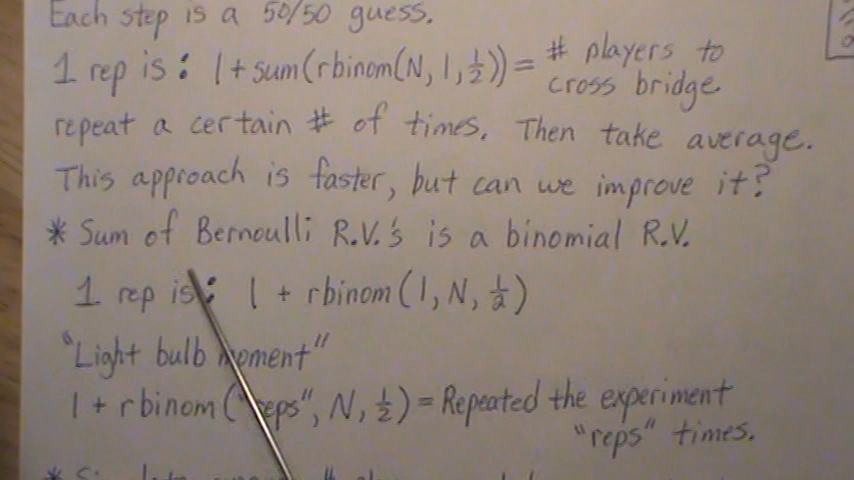 Each step is a 50/50 guess.
1 rep is: 1+sum(rbinom(N, 1, 1/2)) = # players to
cross bridge
repeat a certain # of times. Then take average.
This approach is faster, but can we improve it?
* Sum of Bernoulli R.V.'s is a binomial R.V.
1 rep is: 1 + rbinom(1, N, 1/2)
"Light bulb moment"
1 + rbinom("reps", N, 1/2) = Repeated the experiment
"reps" times.